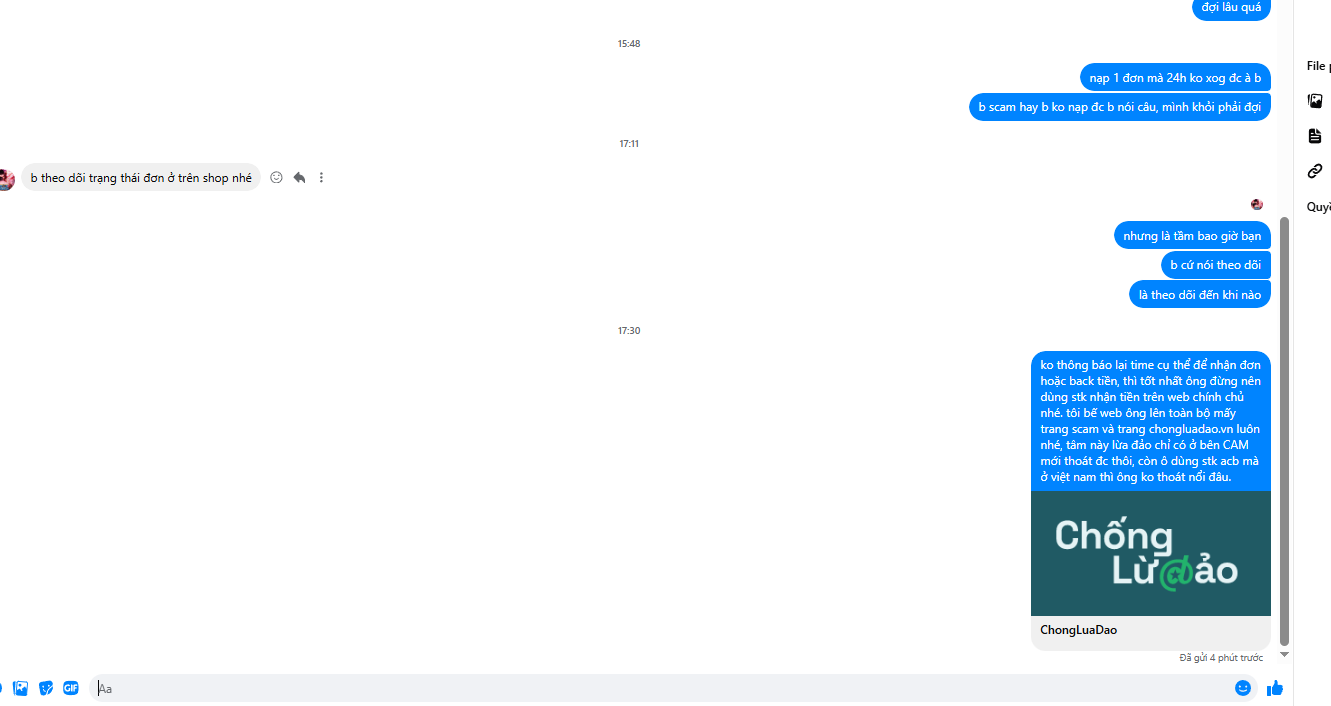 đợi lâu quá
15:48
File
nạp 1 đơn mà 24h ko xog đc à b
b scam hay b ko nạp đc b nói câu, mình khỏi phải đợi
17:11
b theo dõi trạng thái đơn ở trên shop nhé
nhưng là tầm bao giờ bạn
b cứ nói theo dõi
là theo dõi đến khi nào
17:30
ko thông báo lại time cụ thể để nhận đơn
hoặc back tiền, thì tốt nhất ông đừng nên
dùng stk nhận tiền trên web chính chủ
nhé. tôi bế web ông lên toàn bộ mấy
trang scam và trang chongluadao.vn luôn
nhé, tâm này lừa đảo chỉ có ở bên CAM
mới thoát đc thôi, còn ô dùng stk acb mà
ở việt nam thì ông ko thoát nổi đâu.
Chống
Lừa đảo
ChongLuaDao
Đã gửi 4 phút trước
GIF
Aa